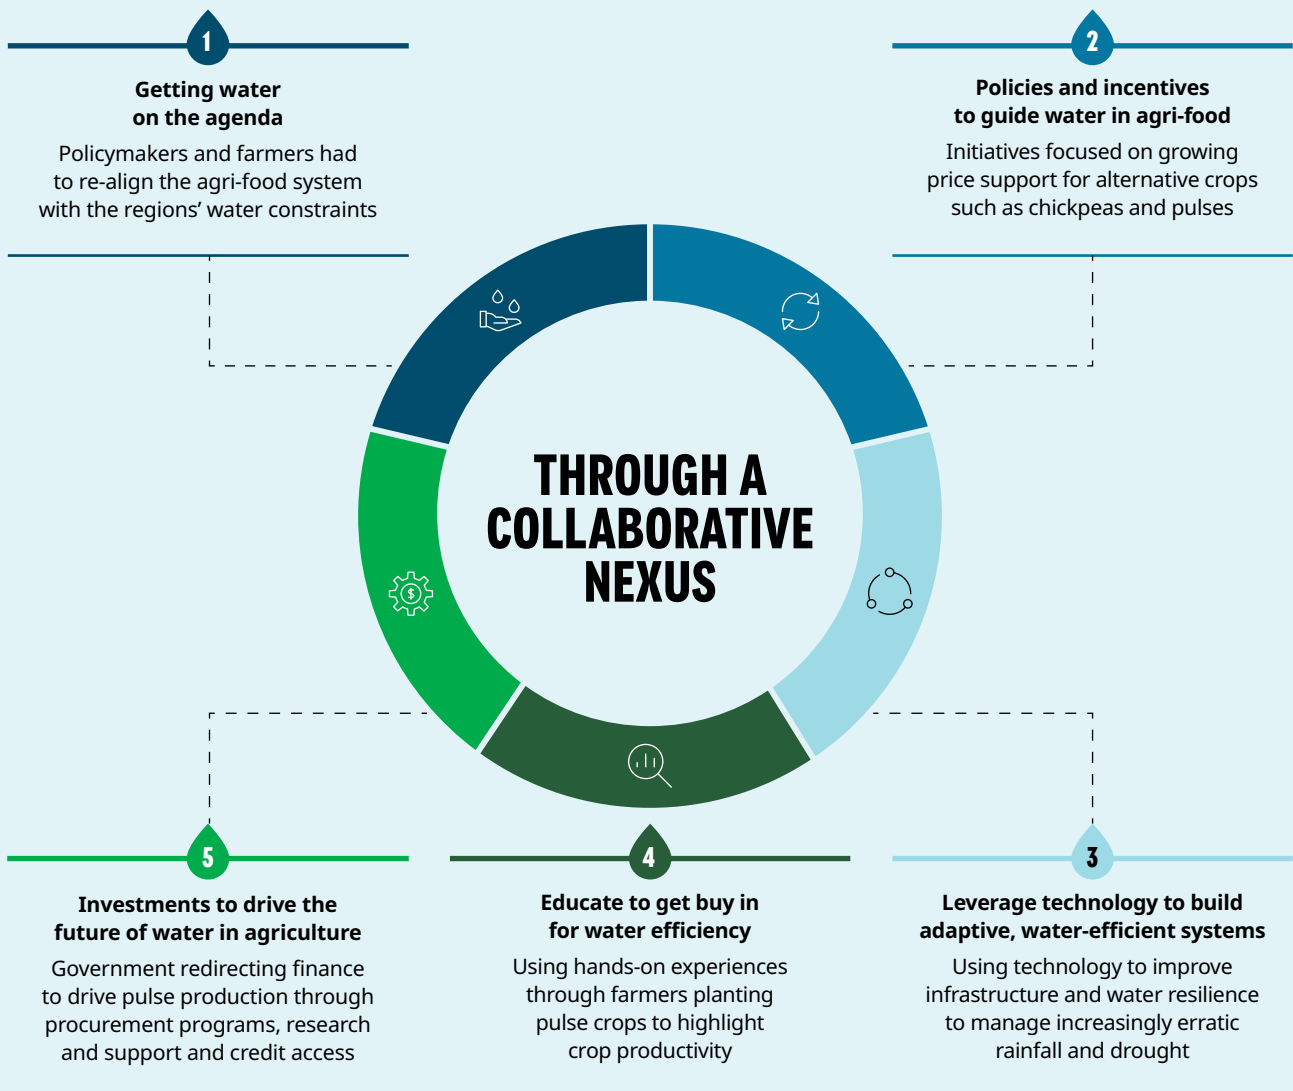 1
Getting water
on the agenda
Policymakers and farmers had
to re-align the agri-food system
with the regions’ water constraints
2
Policies and incentives
to guide water in agri-food
Initiatives focused on growing
price support for alternative crops
such as chickpeas and pulses
THROUGH A
COLLABORATIVE
NEXUS
$
5
Investments to drive the
future of water in agriculture
Government redirecting finance
to drive pulse production through
procurement programs, research
and support and credit access
4
Educate to get buy in
for water efficiency
Using hands-on experiences
through farmers planting
pulse crops to highlight
crop productivity
3
Leverage technology to build
adaptive, water-efficient systems
Using technology to improve
infrastructure and water resilience
to manage increasingly erratic
rainfall and drought